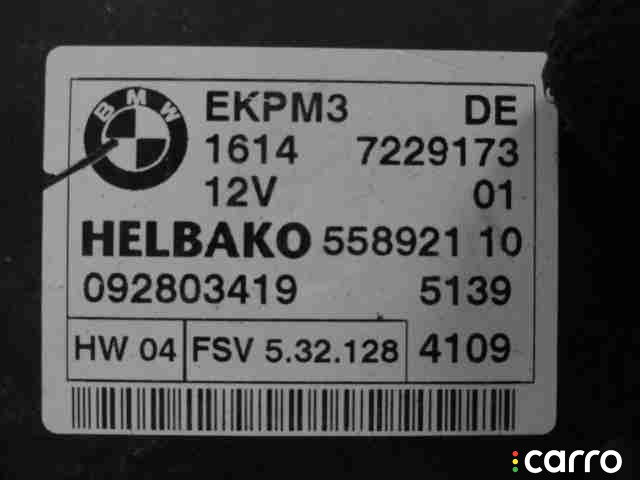 BMW
EKPM3 DE
1614 7229173
12V 01
HELBAKO 558921 10
092803419 5139
HW 04 FSV 5.32.128 4109
carro